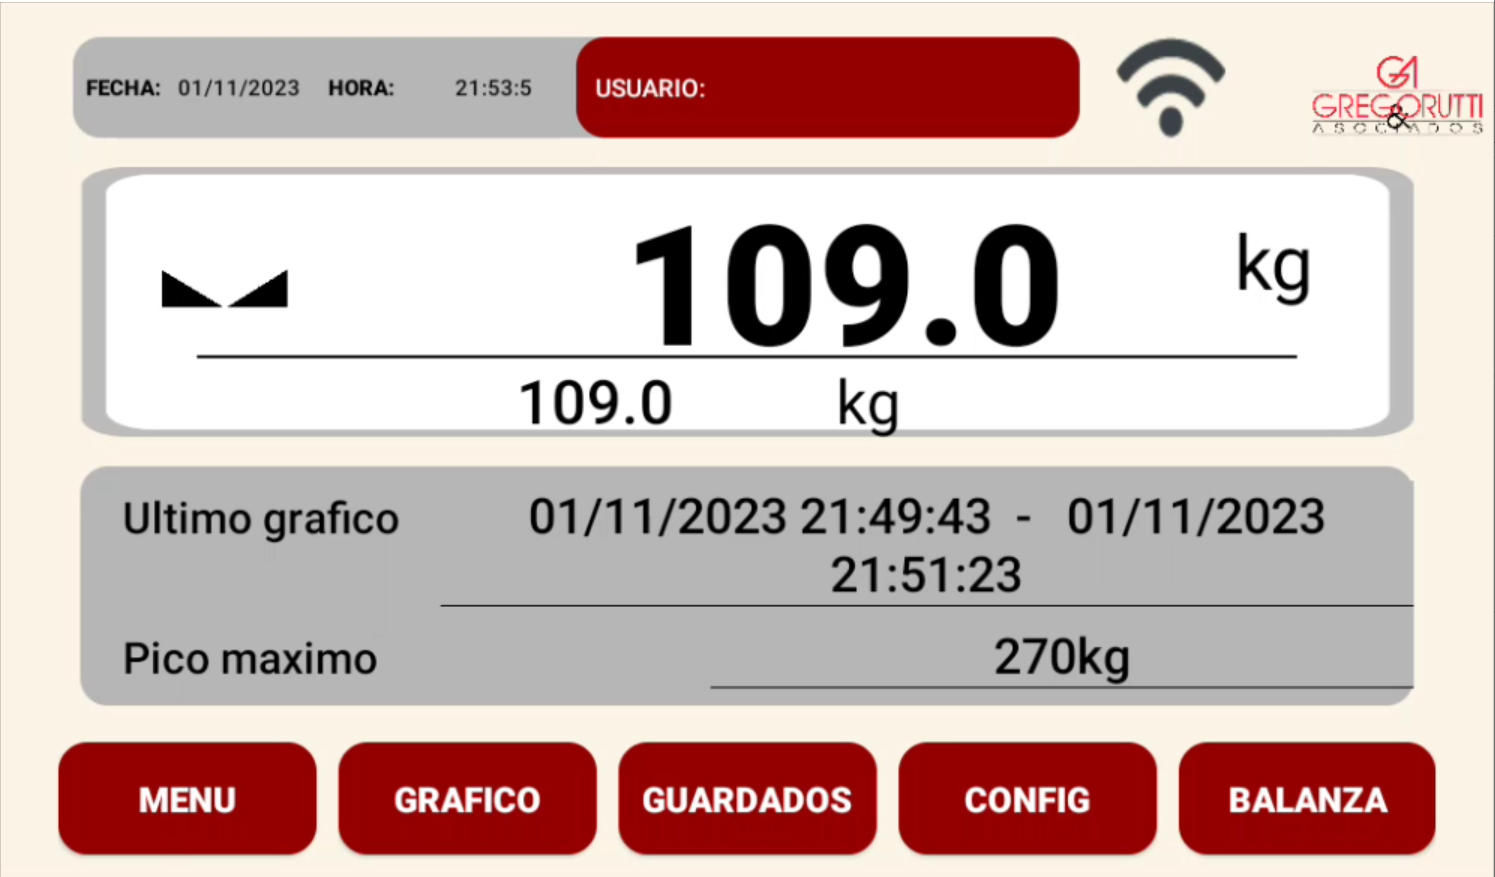 FECHA: 01/11/2023 HORA: 21:53:5 USUARIO:
GA
GREGORUTTI
&
ASOCIADOS
109.0 kg
109.0 kg
Ultimo grafico 01/11/2023 21:49:43 - 01/11/2023
21:51:23
Pico maximo 270kg
MENU GRAFICO GUARDADOS CONFIG BALANZA